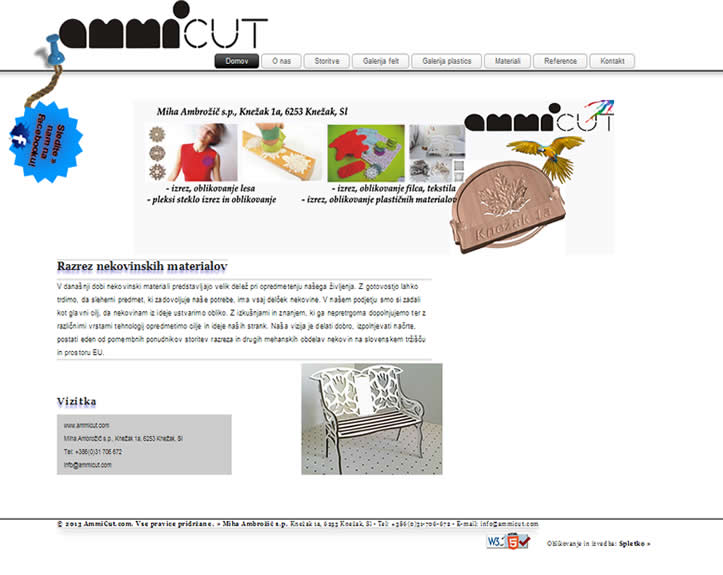 ammiCUT
Domov
O nas
Storitve
Galerija felt
Galerija plastics
Materiali
Reference
Kontakt
Sledite »
nam na
facebooku!
Miha Ambrožič s.p., Knežak 1a, 6253 Knežak, Sl
ammiCUT
- izrez, oblikovanje lesa
- pleksi steklo izrez in oblikovanje
- izrez, oblikovanje filca, tekstila
- izrez, oblikovanje plastičnih materialov
Knežak 1a
Razrez nekovinskih materialov
V današnji dobi nekovinski materiali predstavljajo velik delež pri opredmetenju našega življenja. Z gotovostjo lahko
trdimo, da sleherni predmet, ki zadovoljuje naše potrebe, ima vsaj delček nekovine. V našem podjetju smo si zadali
kot glavni cilj, da nekovinam iz ideje ustvarimo obliko. Z izkušnjami in znanjem, ki ga nepretrgoma dopolnjujemo ter z
različnimi vrstami tehnologij opredmetimo cilje in ideje naših strank. Naša vizija je delati dobro, izpolnjevati načrte,
postati eden od pomembnih ponudnikov storitev razreza in drugih mehanskih obdelav nekovin na slovenskem tržišču
in prostoru EU.
Vizitka
www.ammicut.com
Miha Ambrožič s.p., Knežak 1a, 6253 Knežak, Sl
Tel: +386(0)31 706 672
info@ammicut.com
© 2013 AmmiCut.com. Vse pravice pridržane. » Miha Ambrožič s.p. Knežak 1a, 6253 Knežak, Sl - Tel: +386(0)31-706-672 - E-mail: info@ammicut.com
W3C HTML 5
Oblikovanje in izvedba: Spletko »